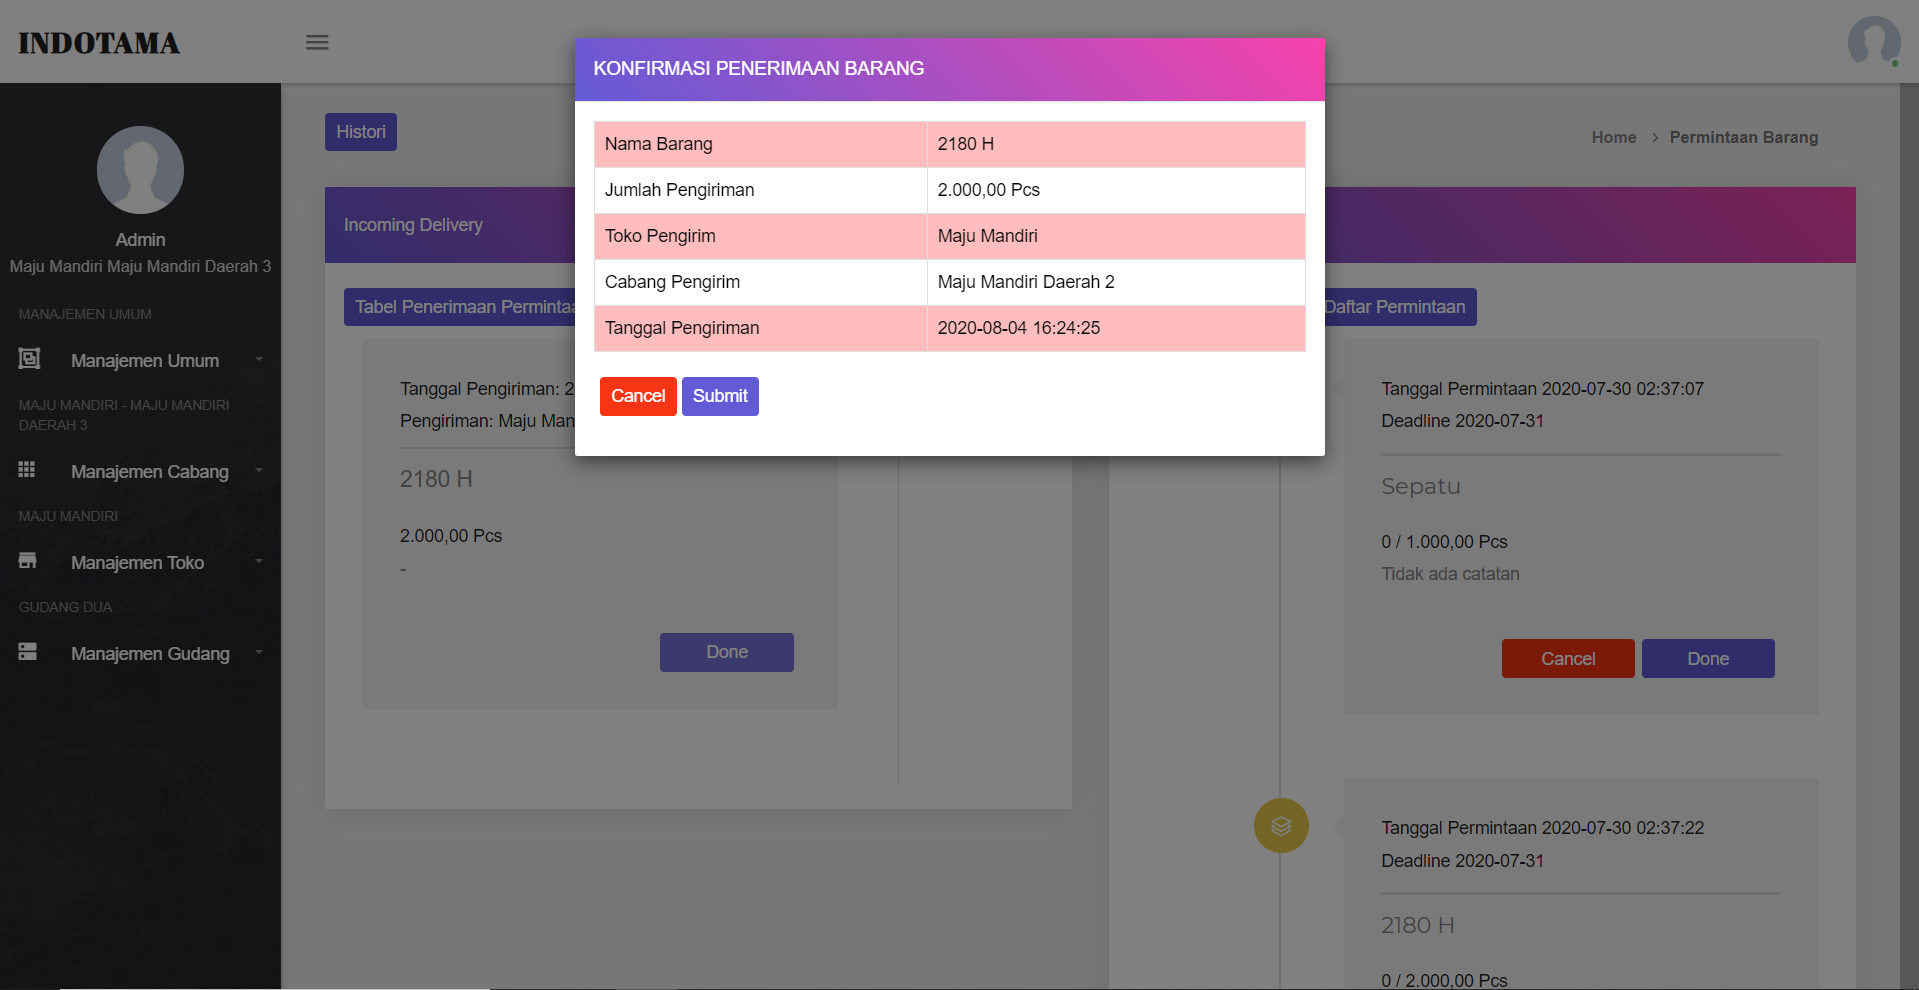 INDOTAMA
Admin
Maju Mandiri Maju Mandiri Daerah 3
MANAJEMEN UMUM
Manajemen Umum
MAJU MANDIRI - MAJU MANDIRI
DAERAH 3
Manajemen Cabang
MAJU MANDIRI
Manajemen Toko
GUDANG DUA
Manajemen Gudang
KONFIRMASI PENERIMAAN BARANG
Nama Barang 2180 H
Jumlah Pengiriman 2.000,00 Pcs
Toko Pengirim Maju Mandiri
Cabang Pengirim Maju Mandiri Daerah 2
Tanggal Pengiriman 2020-08-04 16:24:25
Cancel Submit
Histori
Home > Permintaan Barang
Incoming Delivery
Tabel Penerimaan
Tanggal Pengiriman: 2
Pengiriman: Maju
2180 H
2.000,00 Pcs
-
Done
Daftar Permintaan
Tanggal Permintaan 2020-07-30 02:37:07
Deadline 2020-07-31
Sepatu
0 / 1.000,00 Pcs
Tidak ada catatan
Cancel Done
Tanggal Permintaan 2020-07-30 02:37:22
Deadline 2020-07-31
2180 H
0 / 2.000,00 Pcs